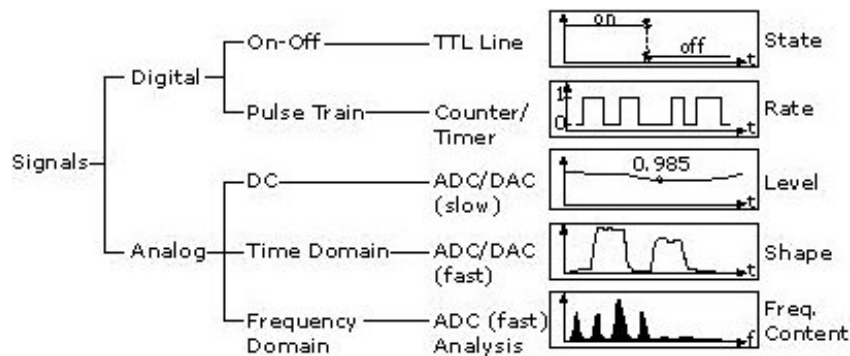 Signals
Digital
On-Off
TTL Line
on
off
t
State
Pulse Train
Counter/
Timer
1
0
t
Rate
Analog
DC
ADC/DAC
(slow)
0.985
t
Level
Time Domain
ADC/DAC
(fast)
t
Shape
Frequency
Domain
ADC (fast)
Analysis
f
Freq.
Content